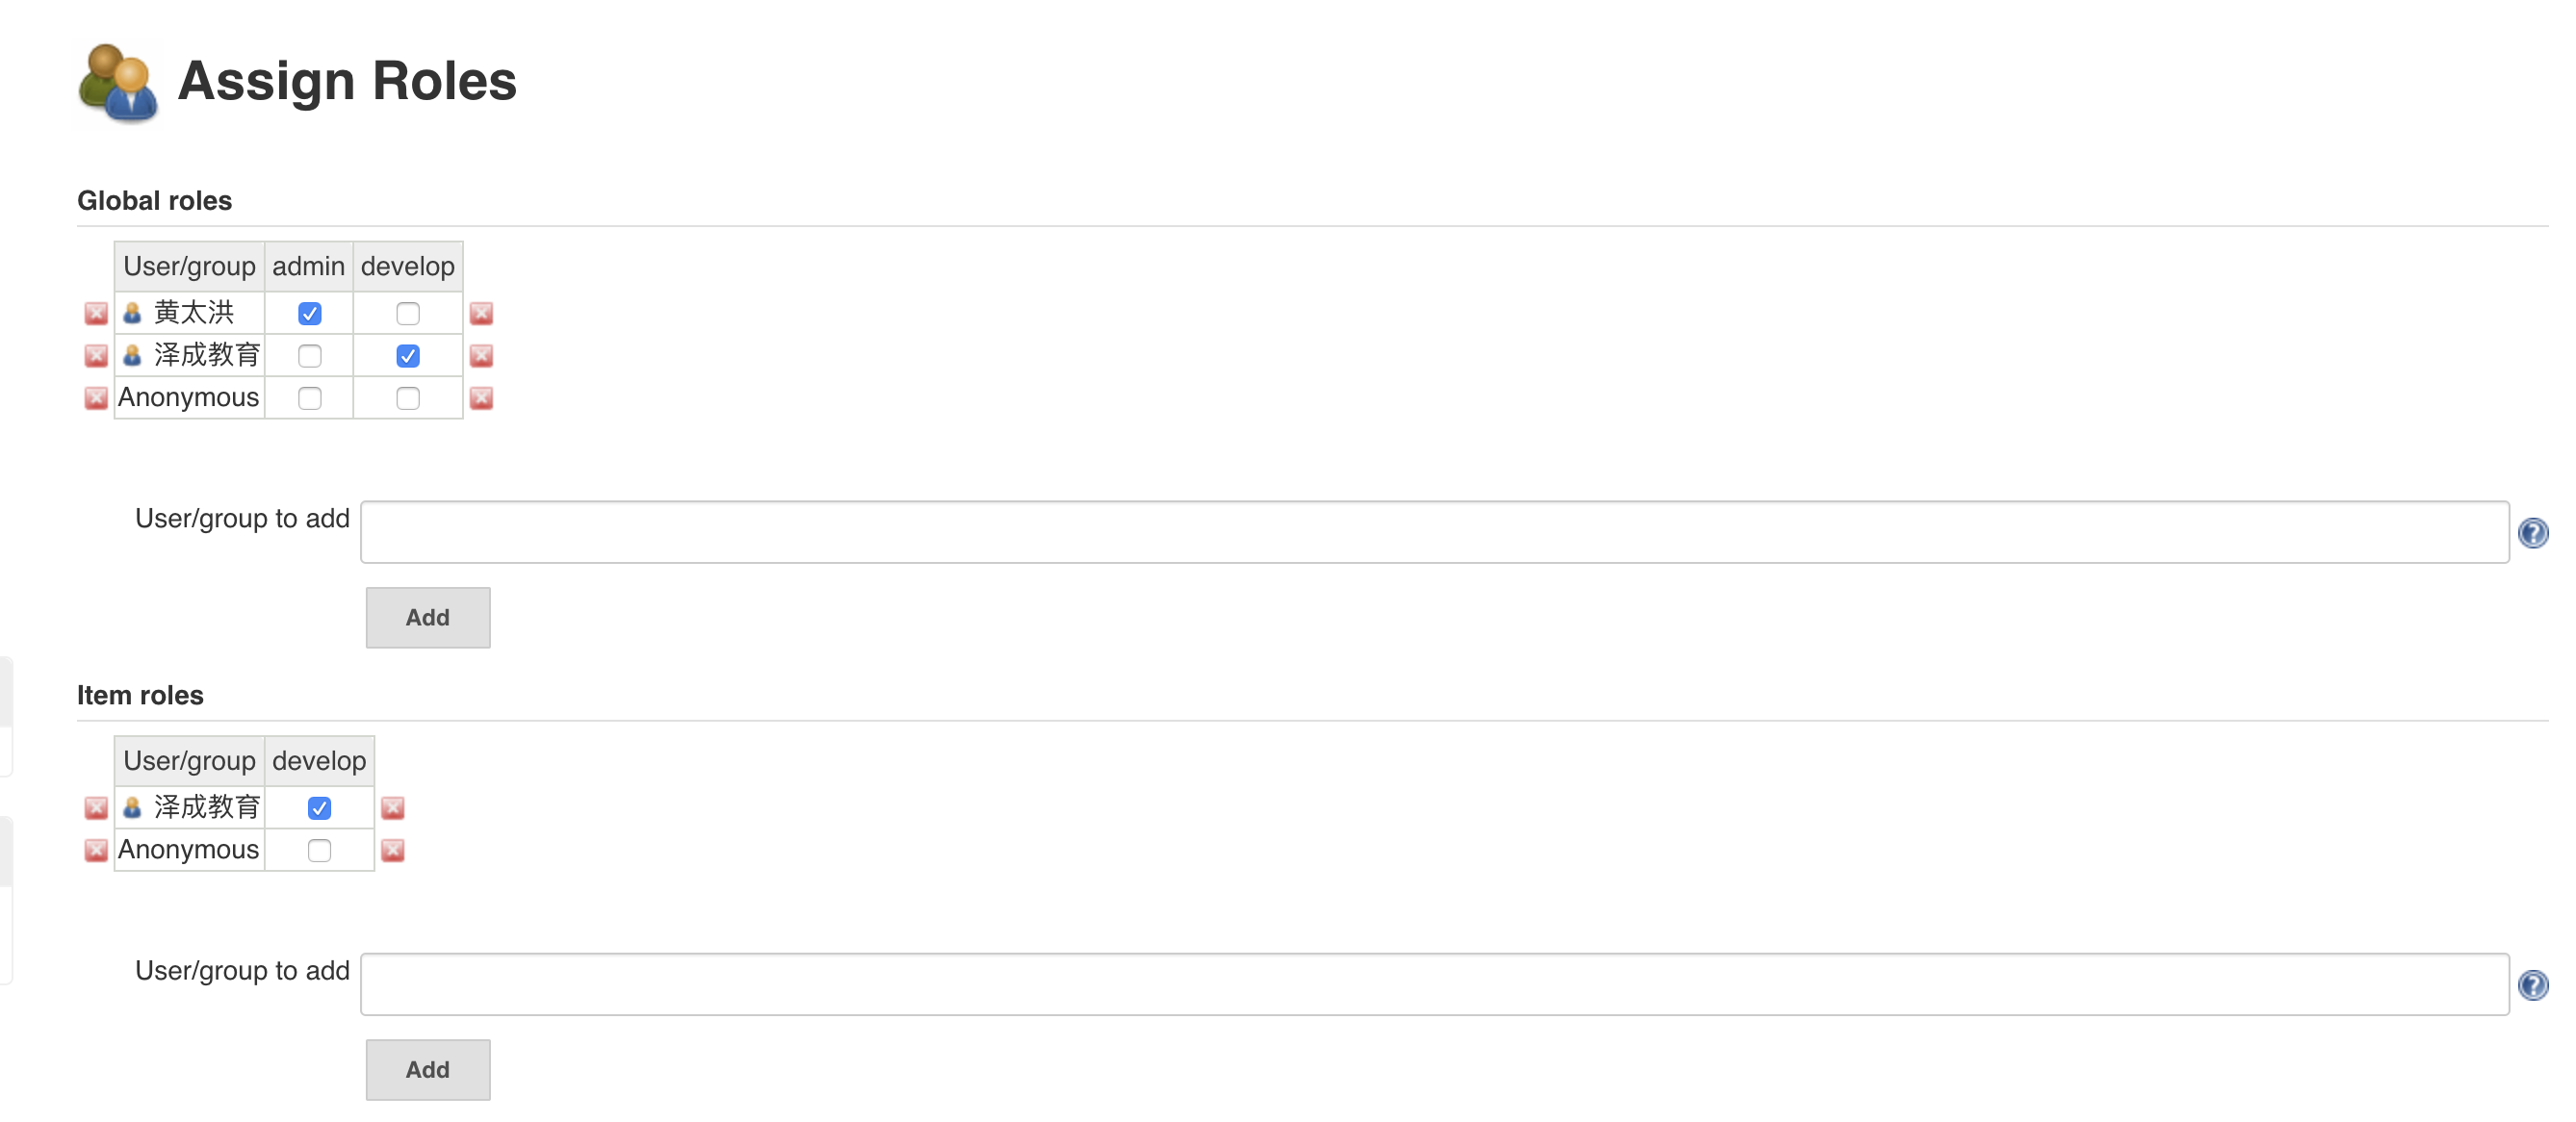 Assign Roles
Global roles
User/group admin develop
黄太洪
泽成教育
Anonymous
User/group to add
Add
Item roles
User/group develop
泽成教育
Anonymous
User/group to add
Add